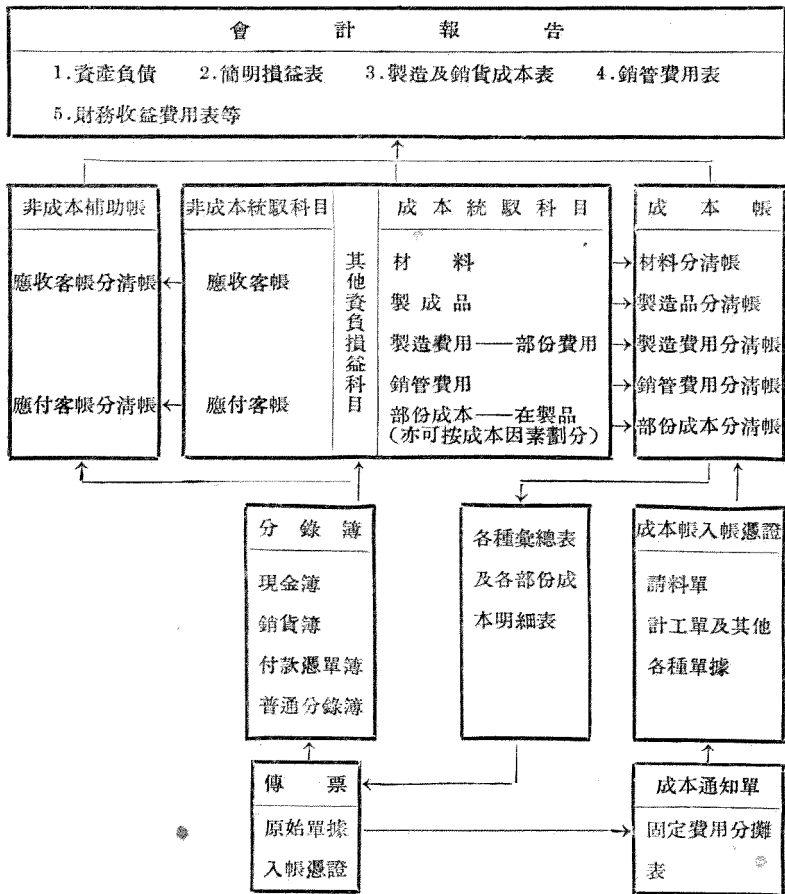 會計報告
1.資產負債 2.簡明損益表 3.製造及銷貨成本表 4.銷管費用表
5.財務收益費用表等
非成本補助帳
應收客帳分清帳
應付客帳分清帳
非成本統馭科目
應收客帳
應付客帳
其他資負損益科目
成本統馭科目
材料
製成品
製造費用——部份費用
銷管費用
部份成本——在製品
(亦可按成本因素劃分)
成本帳
材料分清帳
製造品分清帳
製造費用分清帳
銷管費用分清帳
部份成本分清帳
分錄簿
現金簿
銷貨簿
付款憑單簿
普通分錄簿
各種彙總表
及各部份成
本明細表
成本帳入帳憑證
請料單
計工單及其他
各種單據
傳票
原始單據
入帳憑證
成本通知單
固定費用分攤
表